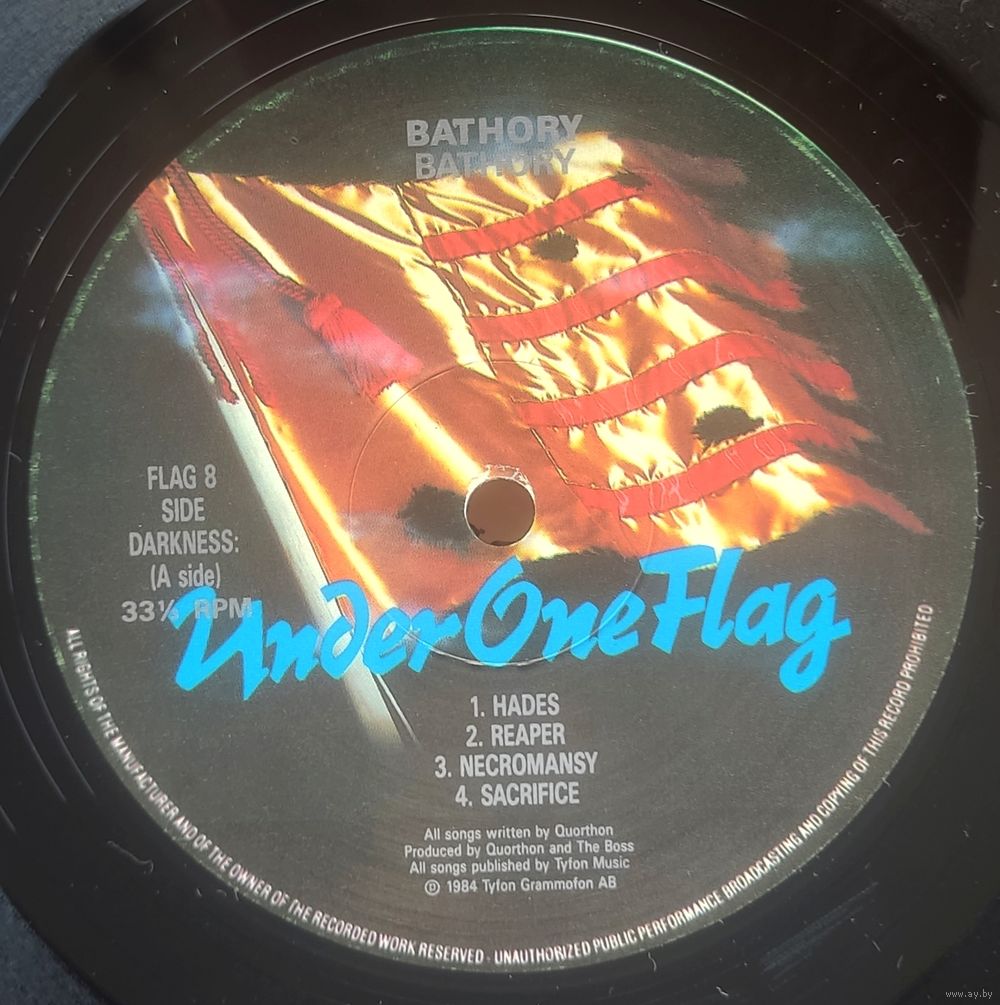 BATHORY
BATHORY
FLAG 8
SIDE
DARKNESS:
(A side)
33⅓ RPM
Under One Flag
1. HADES
2. REAPER
3. NECROMANSY
4. SACRIFICE
All songs written by Quorthon
Produced by Quorthon and The Boss
All songs published by Tyfon Music
℗ 1984 Tyfon Grammofon AB
ALL RIGHTS OF THE MANUFACTURER AND OF THE OWNER OF THE RECORDED WORK RESERVED - UNAUTHORIZED PUBLIC PERFORMANCE BROADCASTING AND COPYING OF THIS RECORD PROHIBITED
www.ay.by